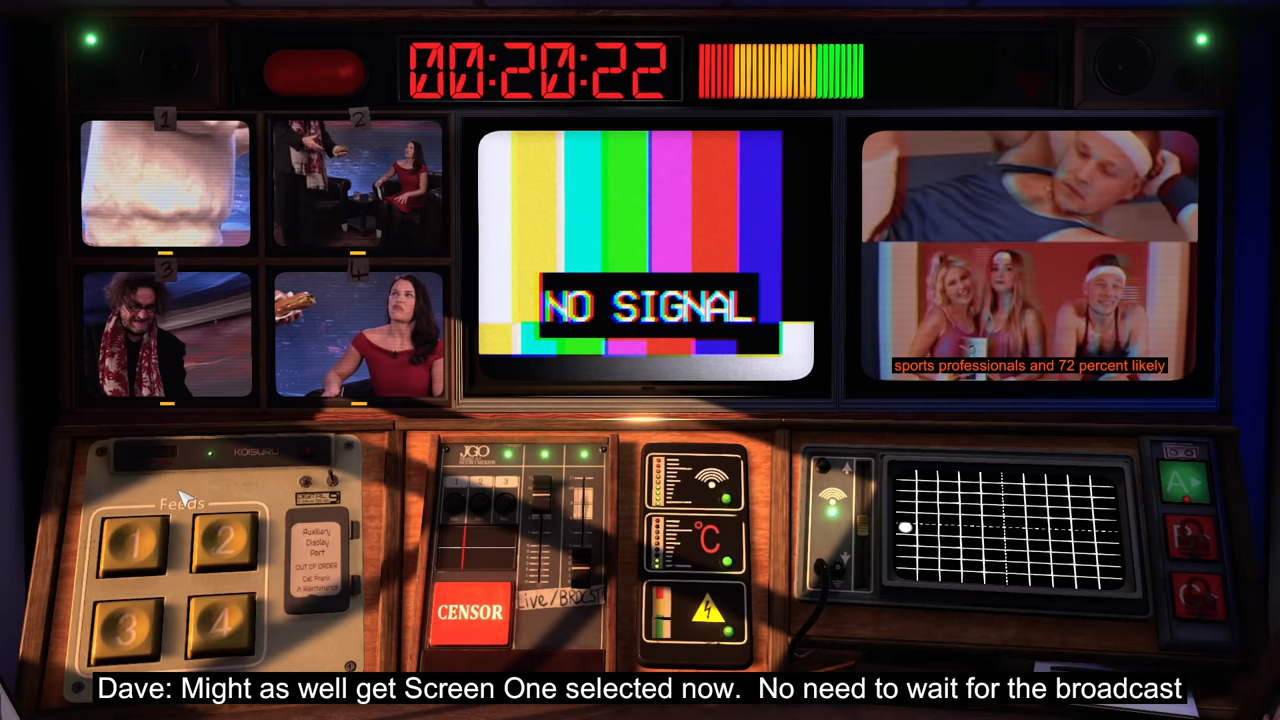 00:20:22
1
2
3
4
NO SIGNAL
sports professionals and 72 percent likely
KOISURU
Feeds
1
2
3
4
Auxiliary
Display
Port
OUT OF ORDER
Call Frank
in Maintenance
JGO
1 2 3
CENSOR
Live/BRDCST
°C
A
Dave: Might as well get Screen One selected now. No need to wait for the broadcast